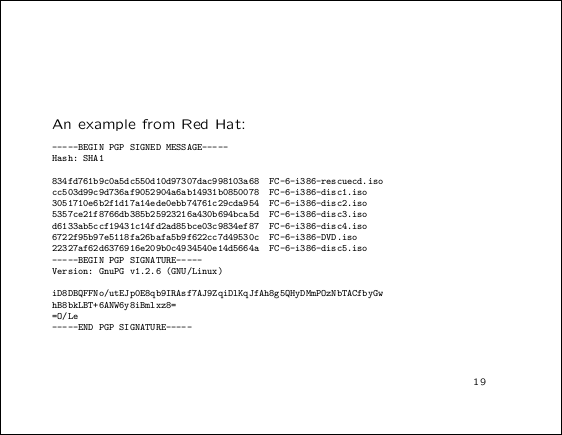 An example from Red Hat:
-----BEGIN PGP SIGNED MESSAGE-----
Hash: SHA1
834fd761b9c0a5dc550d10d97307dac998103a68 FC-6-i386-rescuecd.iso
cc503d99c9d736af9052904a6ab14931b0850078 FC-6-i386-disc1.iso
3051710e6b2f1d17a14ede0ebb74761c29cda954 FC-6-i386-disc2.iso
5357ce21f8766db385b25923216a430b694bca5d FC-6-i386-disc3.iso
d6133ab5ccf19431c14fd2ad85bce03c9834ef87 FC-6-i386-disc4.iso
6722f95b97e5118fa26bafa5b9f622cc7d49530c FC-6-i386-DVD.iso
22327af62d6376916e209b0c4934540e14d5664a FC-6-i386-disc5.iso
-----BEGIN PGP SIGNATURE-----
Version: GnuPG v1.2.6 (GNU/Linux)
iD8DBQFFNo/utEJp0E8qb9IRAsf7AJ9ZqiDlKqJfAh8g5QHyDMmPOzNbTACfbyGw
hB8bkLBT+6ANW6y8iBmlxz8=
=O/Le
-----END PGP SIGNATURE-----
19